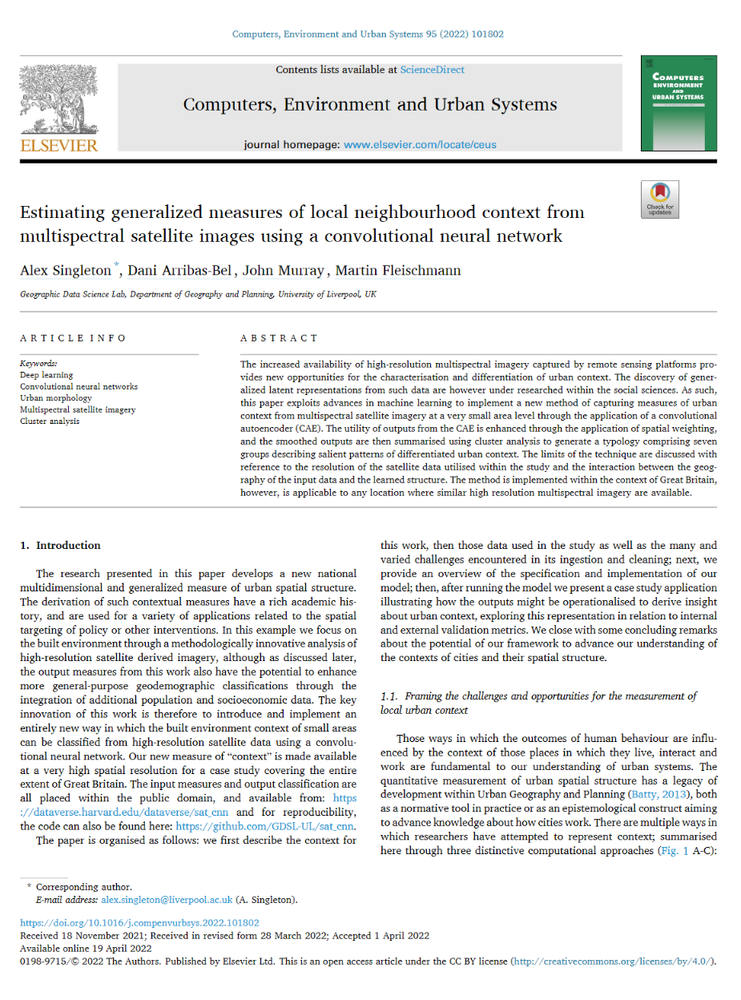 Computers, Environment and Urban Systems 95 (2022) 101802
Contents lists available at ScienceDirect
Computers, Environment and Urban Systems
journal homepage: www.elsevier.com/locate/ceus
ELSEVIER
COMPUTERS
ENVIRONMENT
AND
URBAN SYSTEMS
Check for
updates
Estimating generalized measures of local neighbourhood context from
multispectral satellite images using a convolutional neural network
Alex Singleton *, Dani Arribas-Bel, John Murray, Martin Fleischmann
Geographic Data Science Lab, Department of Geography and Planning, University of Liverpool, UK
ARTICLE INFO
Keywords:
Deep learning
Convolutional neural networks
Urban morphology
Multispectral satellite imagery
Cluster analysis
ABSTRACT
The increased availability of high-resolution multispectral imagery captured by remote sensing platforms pro-
vides new opportunities for the characterisation and differentiation of urban context. The discovery of gener-
alized latent representations from such data are however under researched within the social sciences. As such,
this paper exploits advances in machine learning to implement a new method of capturing measures of urban
context from multispectral satellite imagery at a very small area level through the application of a convolutional
autoencoder (CAE). The utility of outputs from the CAE is enhanced through the application of spatial weighting,
and the smoothed outputs are then summarised using cluster analysis to generate a typology comprising seven
groups describing salient patterns of differentiated urban context. The limits of the technique are discussed with
reference to the resolution of the satellite data utilised within the study and the interaction between the geog-
raphy of the input data and the learned structure. The method is implemented within the context of Great Britain,
however, is applicable to any location where similar high resolution multispectral imagery are available.
1. Introduction
The research presented in this paper develops a new national
multidimensional and generalized measure of urban spatial structure.
The derivation of such contextual measures have a rich academic his-
tory, and are used for a variety of applications related to the spatial
targeting of policy or other interventions. In this example we focus on
the built environment through a methodologically innovative analysis of
high-resolution satellite derived imagery, although as discussed later,
the output measures from this work also have the potential to enhance
more general-purpose geodemographic classifications through the
integration of additional population and socioeconomic data. The key
innovation of this work is therefore to introduce and implement an
entirely new way in which the built environment context of small areas
can be classified from high-resolution satellite data using a convolu-
tional neural network. Our new measure of “context” is made available
at a very high spatial resolution for a case study covering the entire
extent of Great Britain. The input measures and output classification are
all placed within the public domain, and available from: https
://dataverse.harvard.edu/dataverse/sat_cnn and for reproducibility,
the code can also be found here: https://github.com/GDSL-UL/sat_cnn.
The paper is organised as follows: we first describe the context for
this work, then those data used in the study as well as the many and
varied challenges encountered in its ingestion and cleaning; next, we
provide an overview of the specification and implementation of our
model; then, after running the model we present a case study application
illustrating how the outputs might be operationalised to derive insight
about urban context, exploring this representation in relation to internal
and external validation metrics. We close with some concluding remarks
about the potential of our framework to advance our understanding of
the contexts of cities and their spatial structure.
1.1. Framing the challenges and opportunities for the measurement of
local urban context
Those ways in which the outcomes of human behaviour are influ-
enced by the context of those places in which they live, interact and
work are fundamental to our understanding of urban systems. The
quantitative measurement of urban spatial structure has a legacy of
development within Urban Geography and Planning (Batty, 2013), both
as a normative tool in practice or as an epistemological construct aiming
to advance knowledge about how cities work. There are multiple ways in
which researchers have attempted to represent context; summarised
here through three distinctive computational approaches (Fig. 1 A-C):
* Corresponding author.
E-mail address: alex.singleton@liverpool.ac.uk (A. Singleton).
https://doi.org/10.1016/j.compenvurbsys.2022.101802
Received 18 November 2021; Received in revised form 28 March 2022; Accepted 1 April 2022
Available online 19 April 2022
0198-9715/© 2022 The Authors. Published by Elsevier Ltd. This is an open access article under the CC BY license (http://creativecommons.org/licenses/by/4.0/).